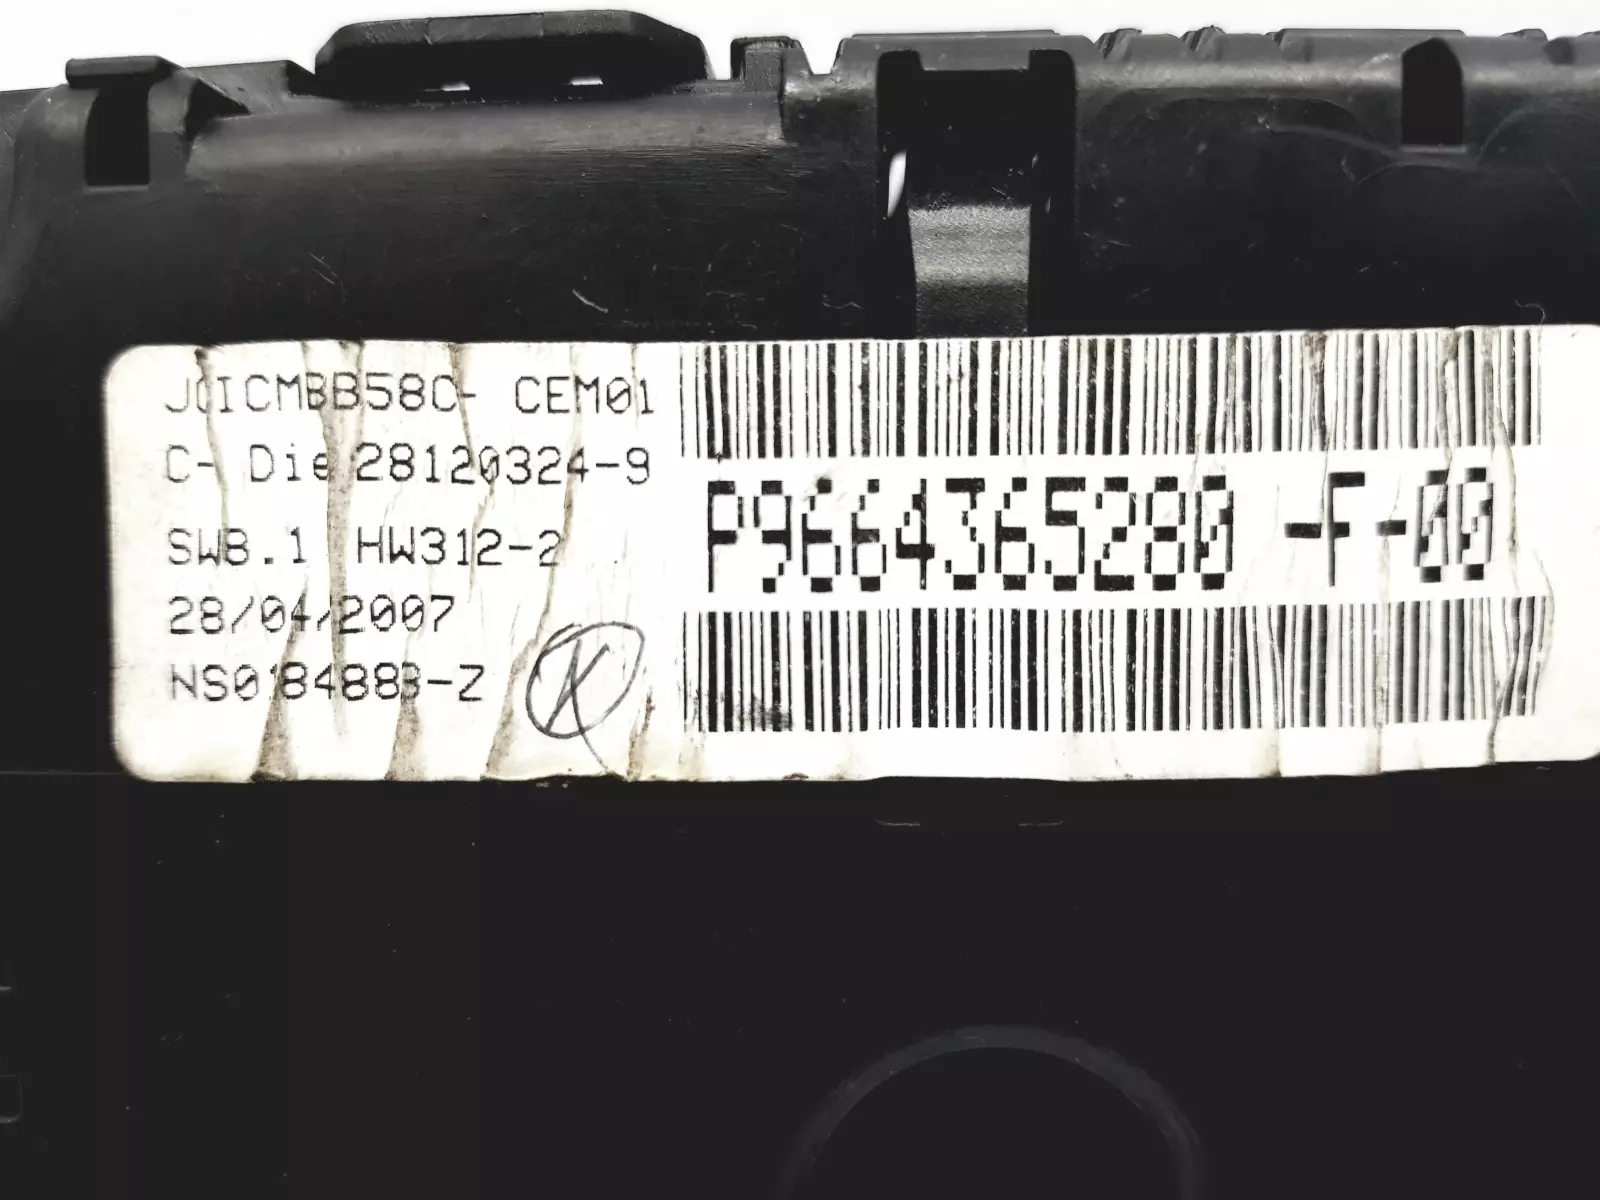 JCICMBB58C- CEM01
C- Die 28120324-9
SW8.1 HW312-2
28/04/2007
NS0184883-Z
K
P9664365280 -F-00